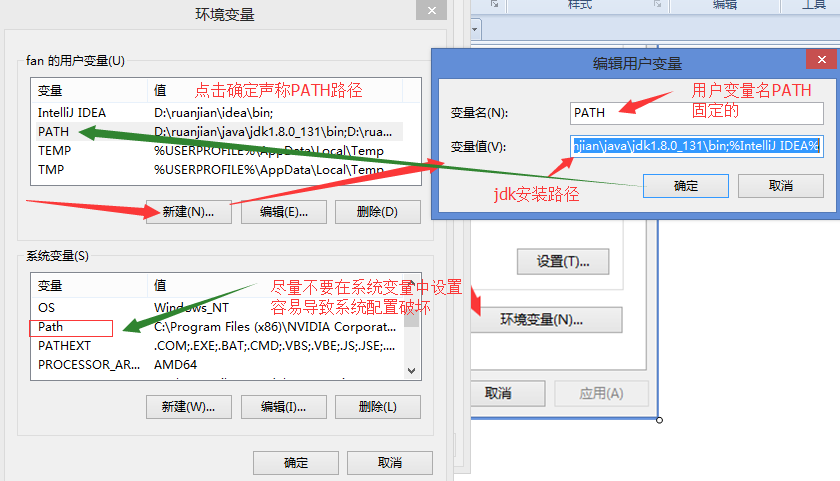 环境变量
样式
编辑
工具
fan 的用户变量(U)
点击确定声称PATH路径
变量
值
IntelliJ IDEA
D:\ruanjian\idea\bin;
PATH
D:\ruanjian\java\jdk1.8.0_131\bin;D:\rua...
TEMP
%USERPROFILE%\AppData\Local\Temp
TMP
%USERPROFILE%\AppData\Local\Temp
新建(N)...
编辑(E)...
删除(D)
编辑用户变量
用户变量名PATH
固定的
变量名(N):
PATH
变量值(V):
njian\java\jdk1.8.0_131\bin;%IntelliJ IDEA%
jdk安装路径
确定
取消
系统变量(S)
变量
值
尽量不要在系统变量中设置
容易导致系统配置破坏
OS
Windows_NT
Path
C:\Program Files (x86)\NVIDIA Corporat...
PATHEXT
.COM;.EXE;.BAT;.CMD;.VBS;.VBE;.JS;.JSE;....
PROCESSOR_AR...
AMD64
新建(W)...
编辑(I)...
删除(L)
确定
取消
设置(T)...
环境变量(N)...
取消
应用(A)